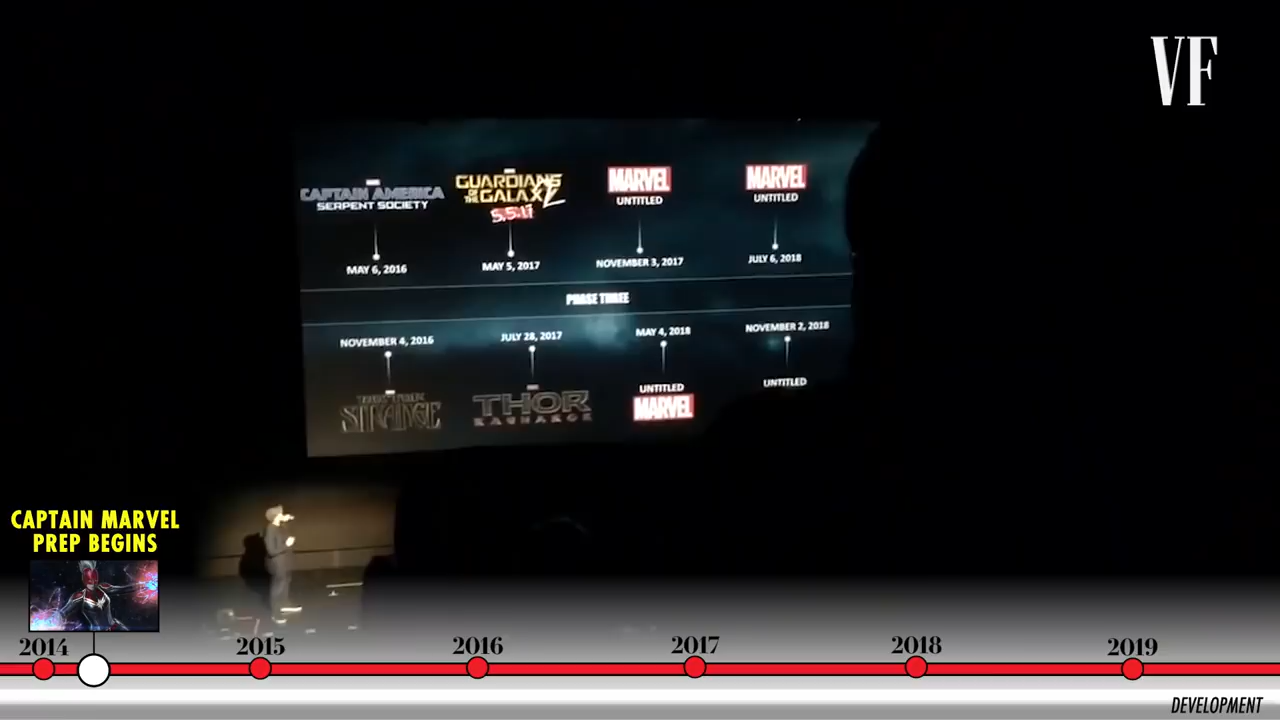 VF
CAPTAIN AMERICA
SERPENT SOCIETY
GUARDIANS
OF THE
GALAXY 2
5.5.17
MARVEL
UNTITLED
MARVEL
UNTITLED
MAY 6, 2016
MAY 5, 2017
NOVEMBER 3, 2017
JULY 6, 2018
PHASE THREE
NOVEMBER 4, 2016
JULY 28, 2017
MAY 4, 2018
NOVEMBER 2, 2018
STRANGE
THOR
RAGNAROK
UNTITLED
MARVEL
UNTITLED
CAPTAIN MARVEL
PREP BEGINS
2014
2015
2016
2017
2018
2019
DEVELOPMENT